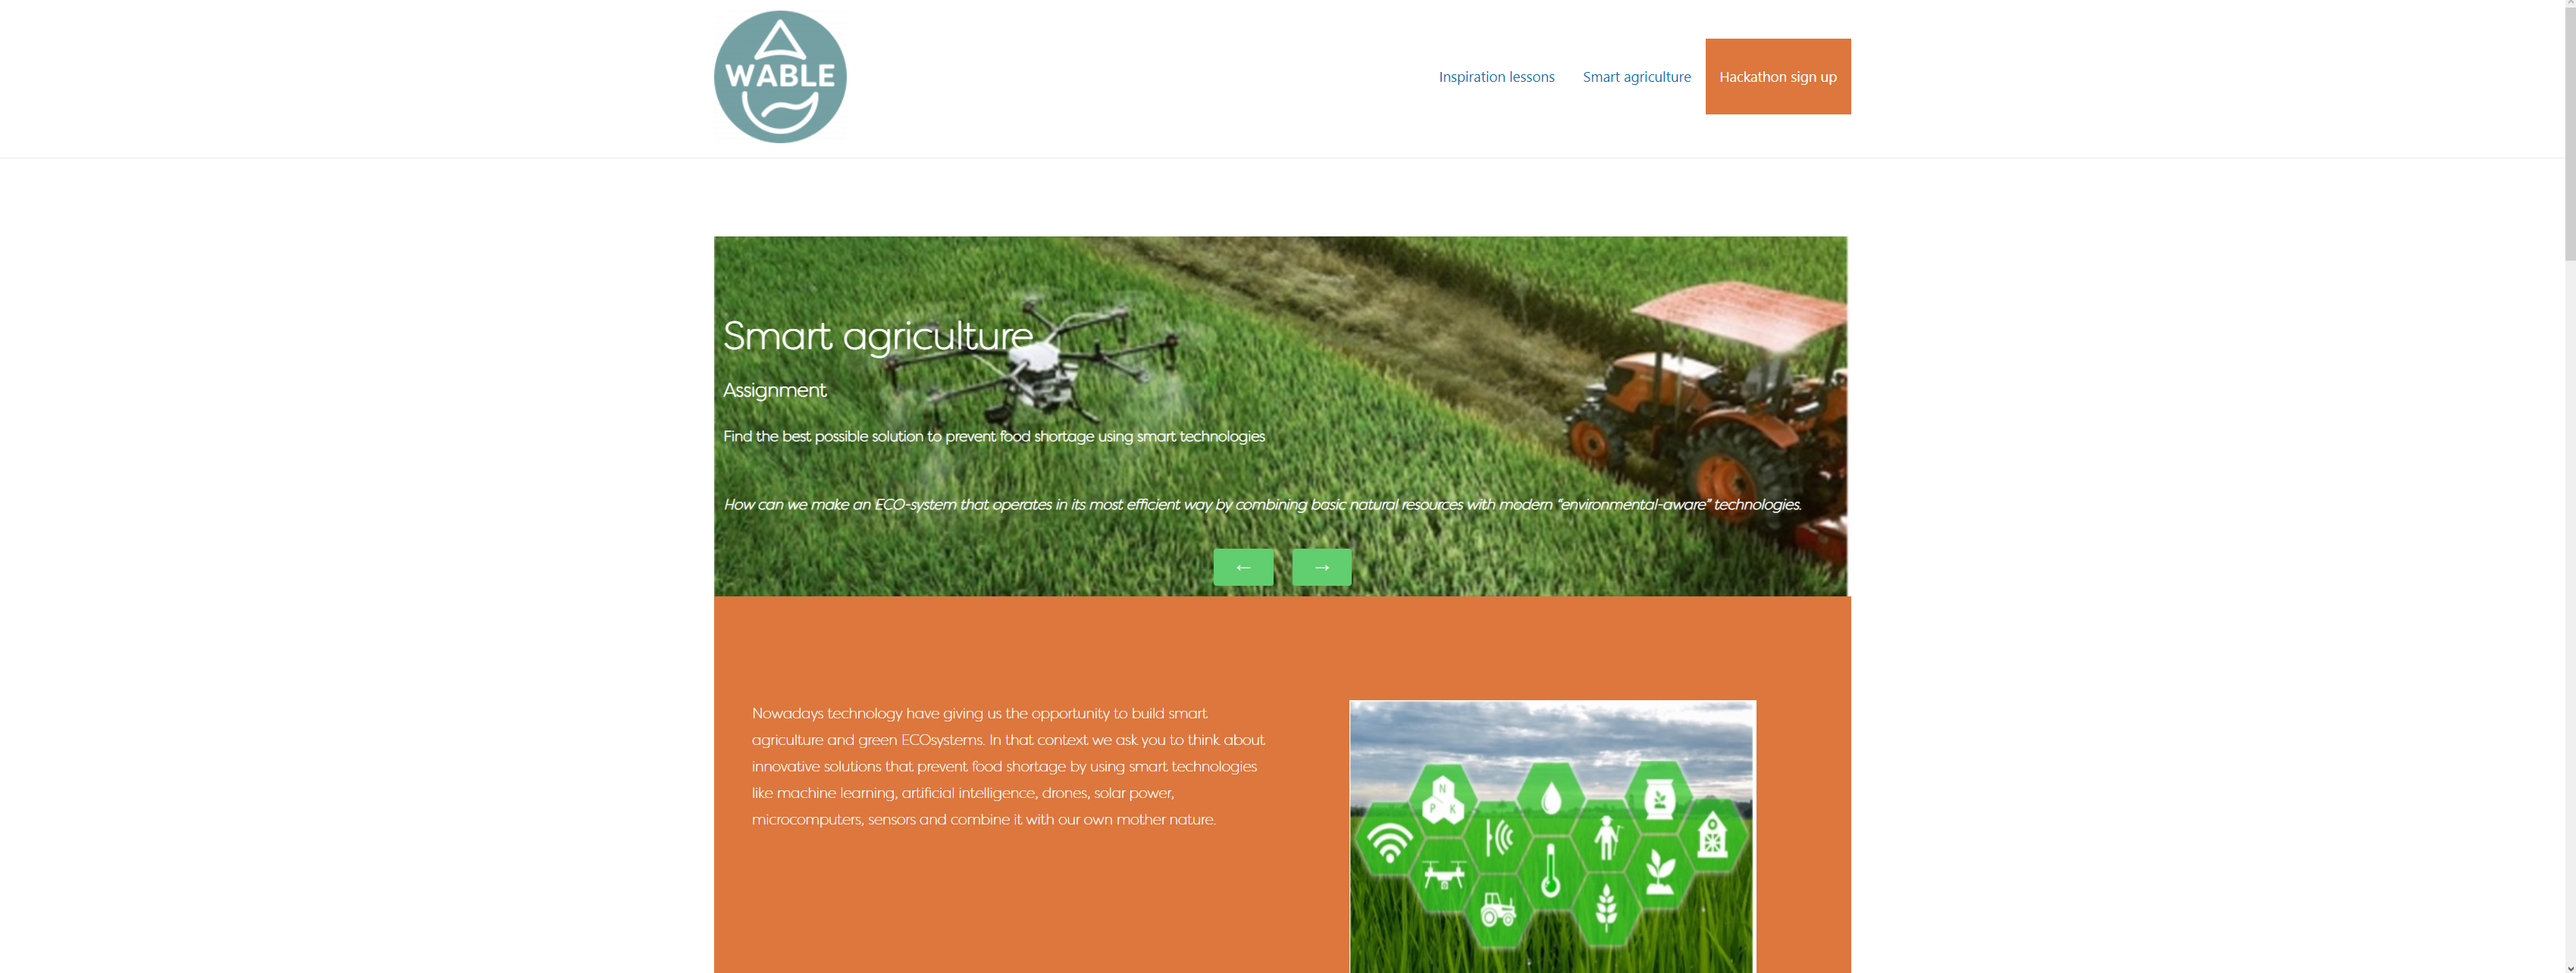 WABLE
Inspiration lessons
Smart agriculture
Hackathon sign up
Smart agriculture
Assignment
Find the best possible solution to prevent food shortage using smart technologies
How can we make an ECO-system that operates in its most efficient way by combining basic natural resources with modern “environmental-aware” technologies.
← →
Nowadays technology have giving us the opportunity to build smart
agriculture and green ECOsystems. In that context we ask you to think about
innovative solutions that prevent food shortage by using smart technologies
like machine learning, artificial intelligence, drones, solar power,
microcomputers, sensors and combine it with our own mother nature.
N
P K